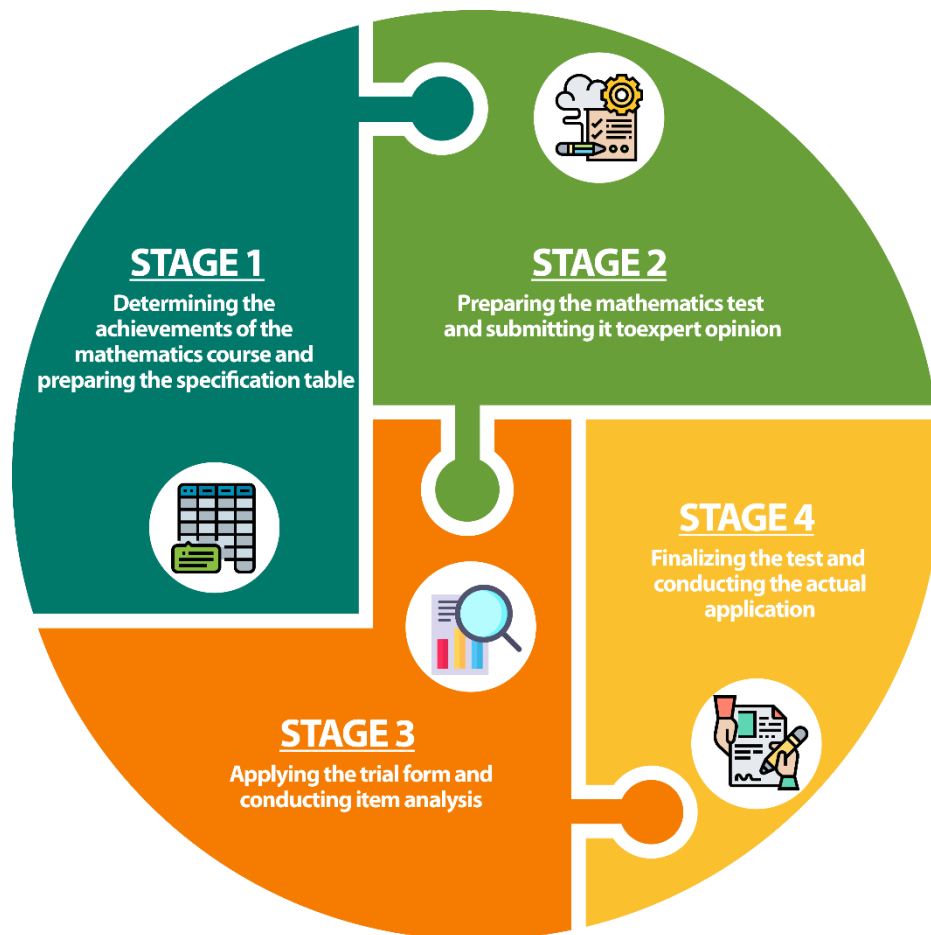 STAGE 1
Determining the
achievements of the
mathematics course and
preparing the specification table
STAGE 2
Preparing the mathematics test
and submitting it toexpert opinion
STAGE 3
Applying the trial form and
conducting item analysis
STAGE 4
Finalizing the test and
conducting the actual
application